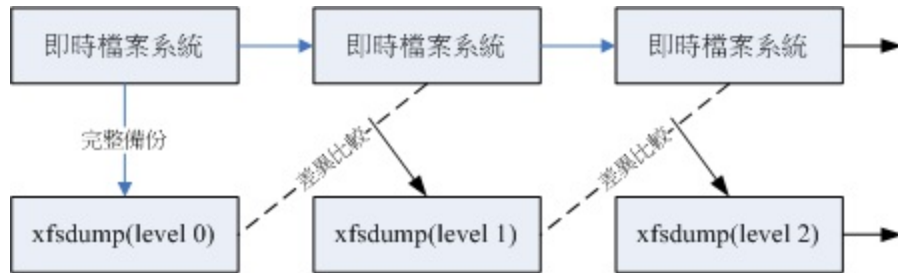 即時檔案系統
即時檔案系統
即時檔案系統
完整備份
差異比較
差異比較
xfsdump(level 0)
xfsdump(level 1)
xfsdump(level 2)